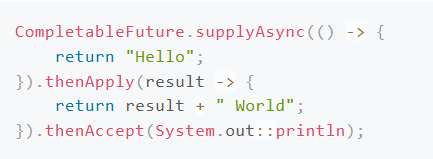 CompletableFuture.supplyAsync(() -> {
    return "Hello";
}).thenApply(result -> {
    return result + " World";
}).thenAccept(System.out::println);